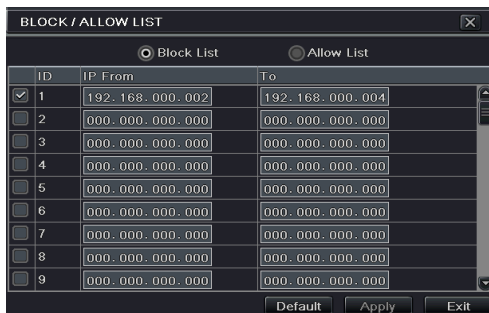 BLOCK / ALLOW LIST
Block List Allow List
ID IP From To
1 192.168.000.002 192.168.000.004
2 000.000.000.000 000.000.000.000
3 000.000.000.000 000.000.000.000
4 000.000.000.000 000.000.000.000
5 000.000.000.000 000.000.000.000
6 000.000.000.000 000.000.000.000
7 000.000.000.000 000.000.000.000
8 000.000.000.000 000.000.000.000
9 000.000.000.000 000.000.000.000
Default Apply Exit